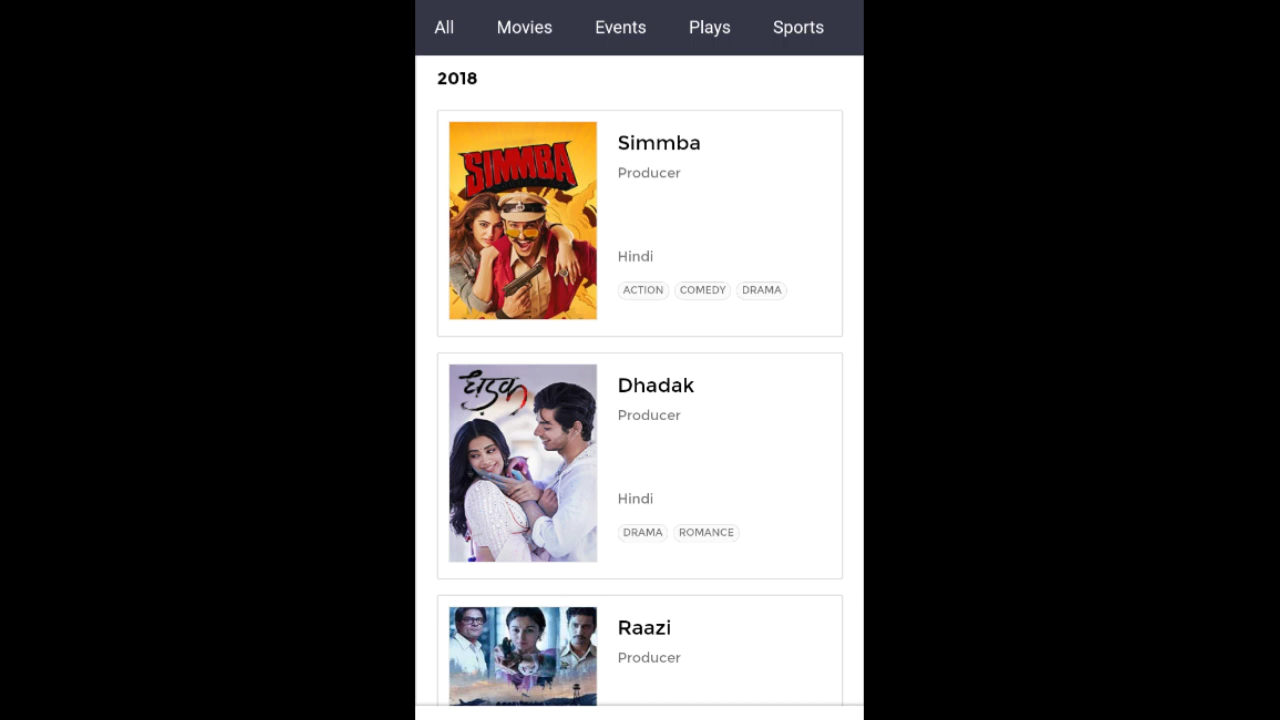 All Movies Events Plays Sports
2018
SIMMBA
Simmba
Producer
Hindi
ACTION COMEDY DRAMA
धड़क
Dhadak
Producer
Hindi
DRAMA ROMANCE
Raazi
Producer